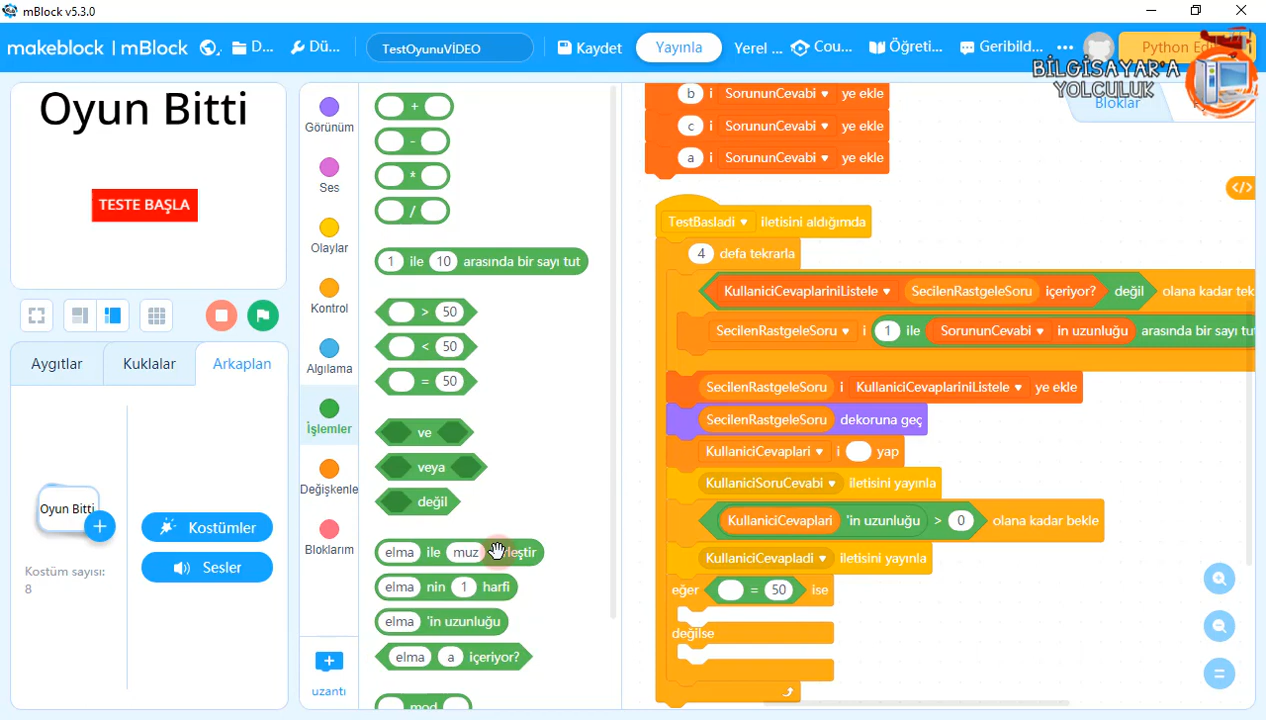 mBlock v5.3.0
makeblock | mBlock D... Dü... TestOyunuVİDEO Kaydet Yayınla Yerel ... Cou... Öğreti... Geribild... Python Ed
BİLGİSAYAR'A
YOLCULUK
Bloklar
Oyun Bitti
TESTE BAŞLA
Aygıtlar Kuklalar Arkaplan
Oyun Bitti
Kostüm sayısı:
8
Kostümler
Sesler
Görünüm
Ses
Olaylar
Kontrol
Algılama
İşlemler
Değişkenle
Bloklarım
uzantı
+
-
*
/
1 ile 10 arasında bir sayı tut
> 50
< 50
= 50
ve
veya
değil
elma ile muz leştir
elma nin 1 harfi
elma 'in uzunluğu
elma a içeriyor?
mod
b i SorununCevabi ye ekle
c i SorununCevabi ye ekle
a i SorununCevabi ye ekle
TestBasladi iletisini aldığımda
4 defa tekrarla
KullaniciCevaplariniListele SecilenRastgeleSoru içeriyor? değil olana kadar tek
SecilenRastgeleSoru i 1 ile SorununCevabi in uzunluğu arasında bir sayı tu
SecilenRastgeleSoru i KullaniciCevaplariniListele ye ekle
SecilenRastgeleSoru dekoruna geç
KullaniciCevaplari i yap
KullaniciSoruCevabi iletisini yayınla
KullaniciCevaplari 'in uzunluğu > 0 olana kadar bekle
KullaniciCevapladi iletisini yayınla
eğer = 50 ise
değilse